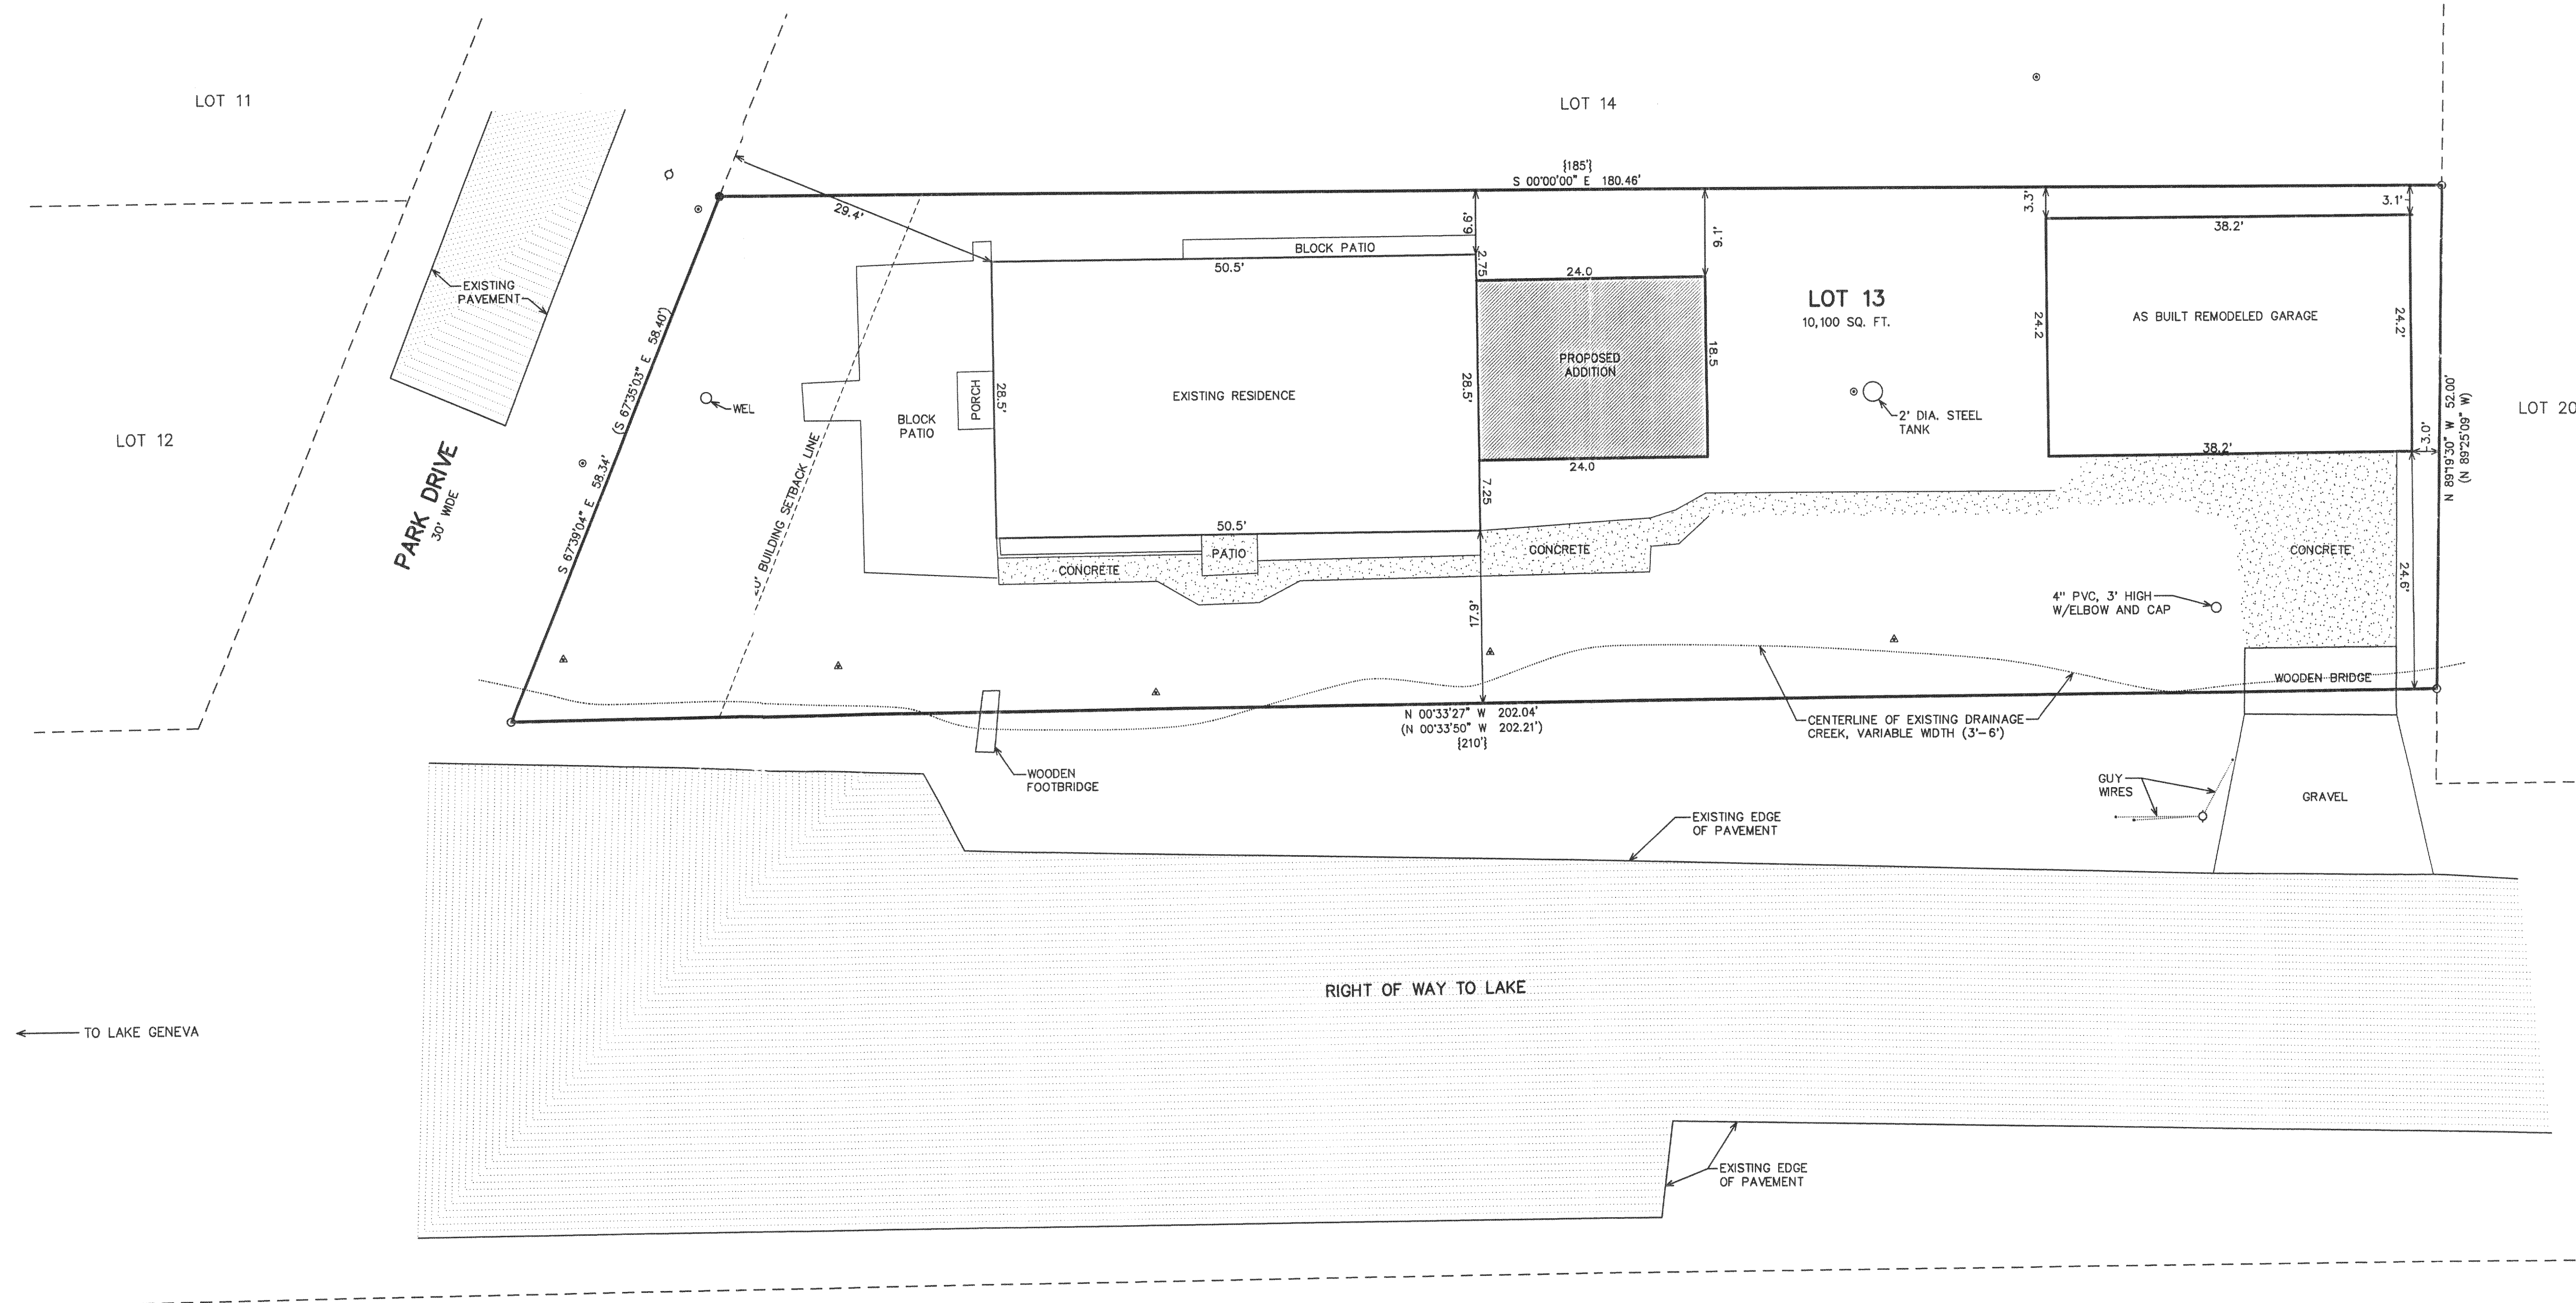 LOT 11
LOT 14
{185'}
S 00°00'00" E 180.46'
29.4'
6.6'
9.1'
3.3'
3.1'
38.2'
BLOCK PATIO
50.5'
2.75
24.0
LOT 13
10,100 SQ. FT.
AS BUILT REMODELED GARAGE
24.2
24.2'
EXISTING
PAVEMENT
(S 67°35'03" E 58.40')
S 67°39'04" E 58.34'
PROPOSED
ADDITION
18.5
EXISTING RESIDENCE
28.5'
28.5'
PORCH
BLOCK
PATIO
WEL
2' DIA. STEEL
TANK
N 89°19'30" W 52.00'
(N 89°25'09" W)
LOT 20
LOT 12
PARK DRIVE
30' WIDE
20' BUILDING SETBACK LINE
24.0
38.2'
3.0'
7.25
50.5'
PATIO
CONCRETE
CONCRETE
CONCRETE
24.6'
17.9'
4" PVC, 3' HIGH
W/ELBOW AND CAP
WOODEN BRIDGE
N 00°33'27" W 202.04'
(N 00°33'50" W 202.21')
{210'}
CENTERLINE OF EXISTING DRAINAGE
CREEK, VARIABLE WIDTH (3'-6')
WOODEN
FOOTBRIDGE
GUY
WIRES
GRAVEL
EXISTING EDGE
OF PAVEMENT
RIGHT OF WAY TO LAKE
TO LAKE GENEVA
EXISTING EDGE
OF PAVEMENT